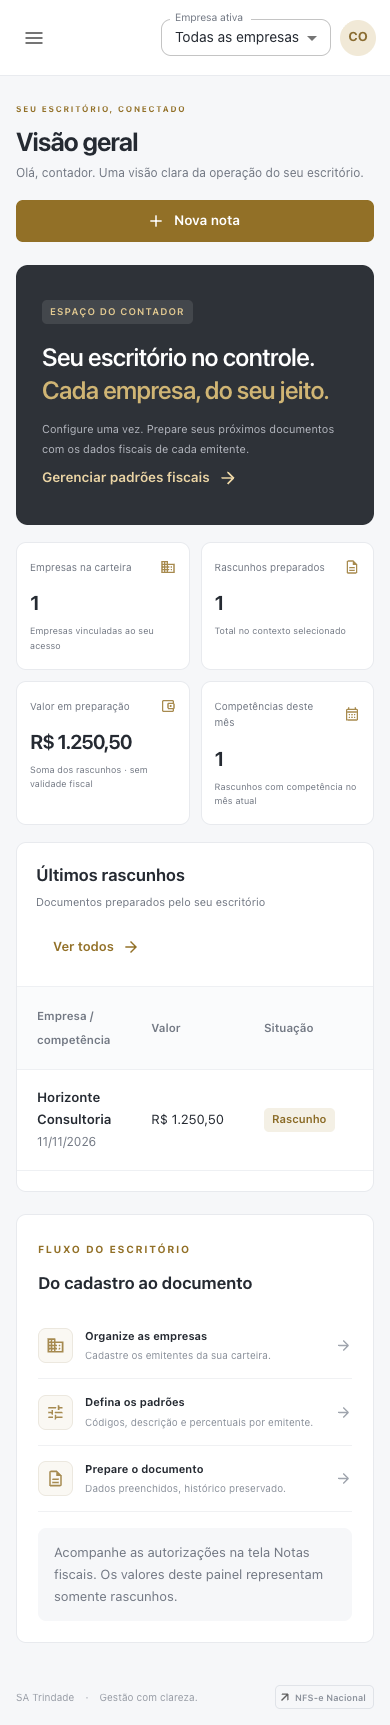 Empresa ativa
Todas as empresas
CO
SEU ESCRITÓRIO, CONECTADO
Visão geral
Olá, contador. Uma visão clara da operação do seu escritório.
Nova nota
ESPAÇO DO CONTADOR
Seu escritório no controle.
Cada empresa, do seu jeito.
Configure uma vez. Prepare seus próximos documentos
com os dados fiscais de cada emitente.
Gerenciar padrões fiscais
Empresas na carteira
1
Empresas vinculadas ao seu
acesso
Rascunhos preparados
1
Total no contexto selecionado
Valor em preparação
R$ 1.250,50
Soma dos rascunhos · sem
validade fiscal
Competências deste
mês
1
Rascunhos com competência no
mês atual
Últimos rascunhos
Documentos preparados pelo seu escritório
Ver todos
Empresa /
competência
Valor
Situação
Horizonte
Consultoria
11/11/2026
R$ 1.250,50
Rascunho
FLUXO DO ESCRITÓRIO
Do cadastro ao documento
Organize as empresas
Cadastre os emitentes da sua carteira.
Defina os padrões
Códigos, descrição e percentuais por emitente.
Prepare o documento
Dados preenchidos, histórico preservado.
Acompanhe as autorizações na tela Notas
fiscais. Os valores deste painel representam
somente rascunhos.
SA Trindade · Gestão com clareza.
NFS-e Nacional